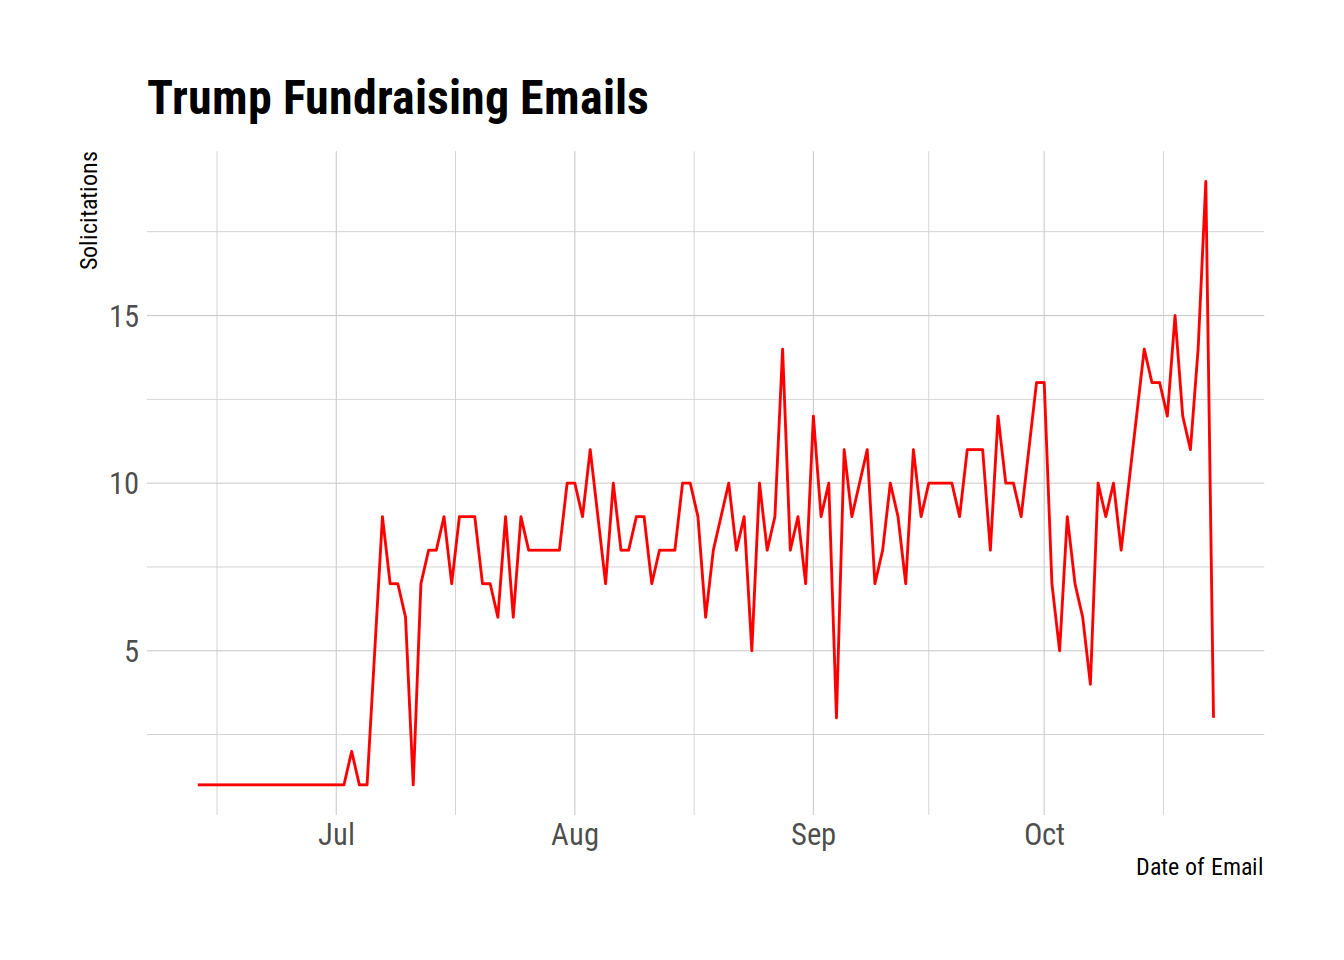 Trump Fundraising Emails
Solicitations
15
10
5
Jul Aug Sep Oct
Date of Email